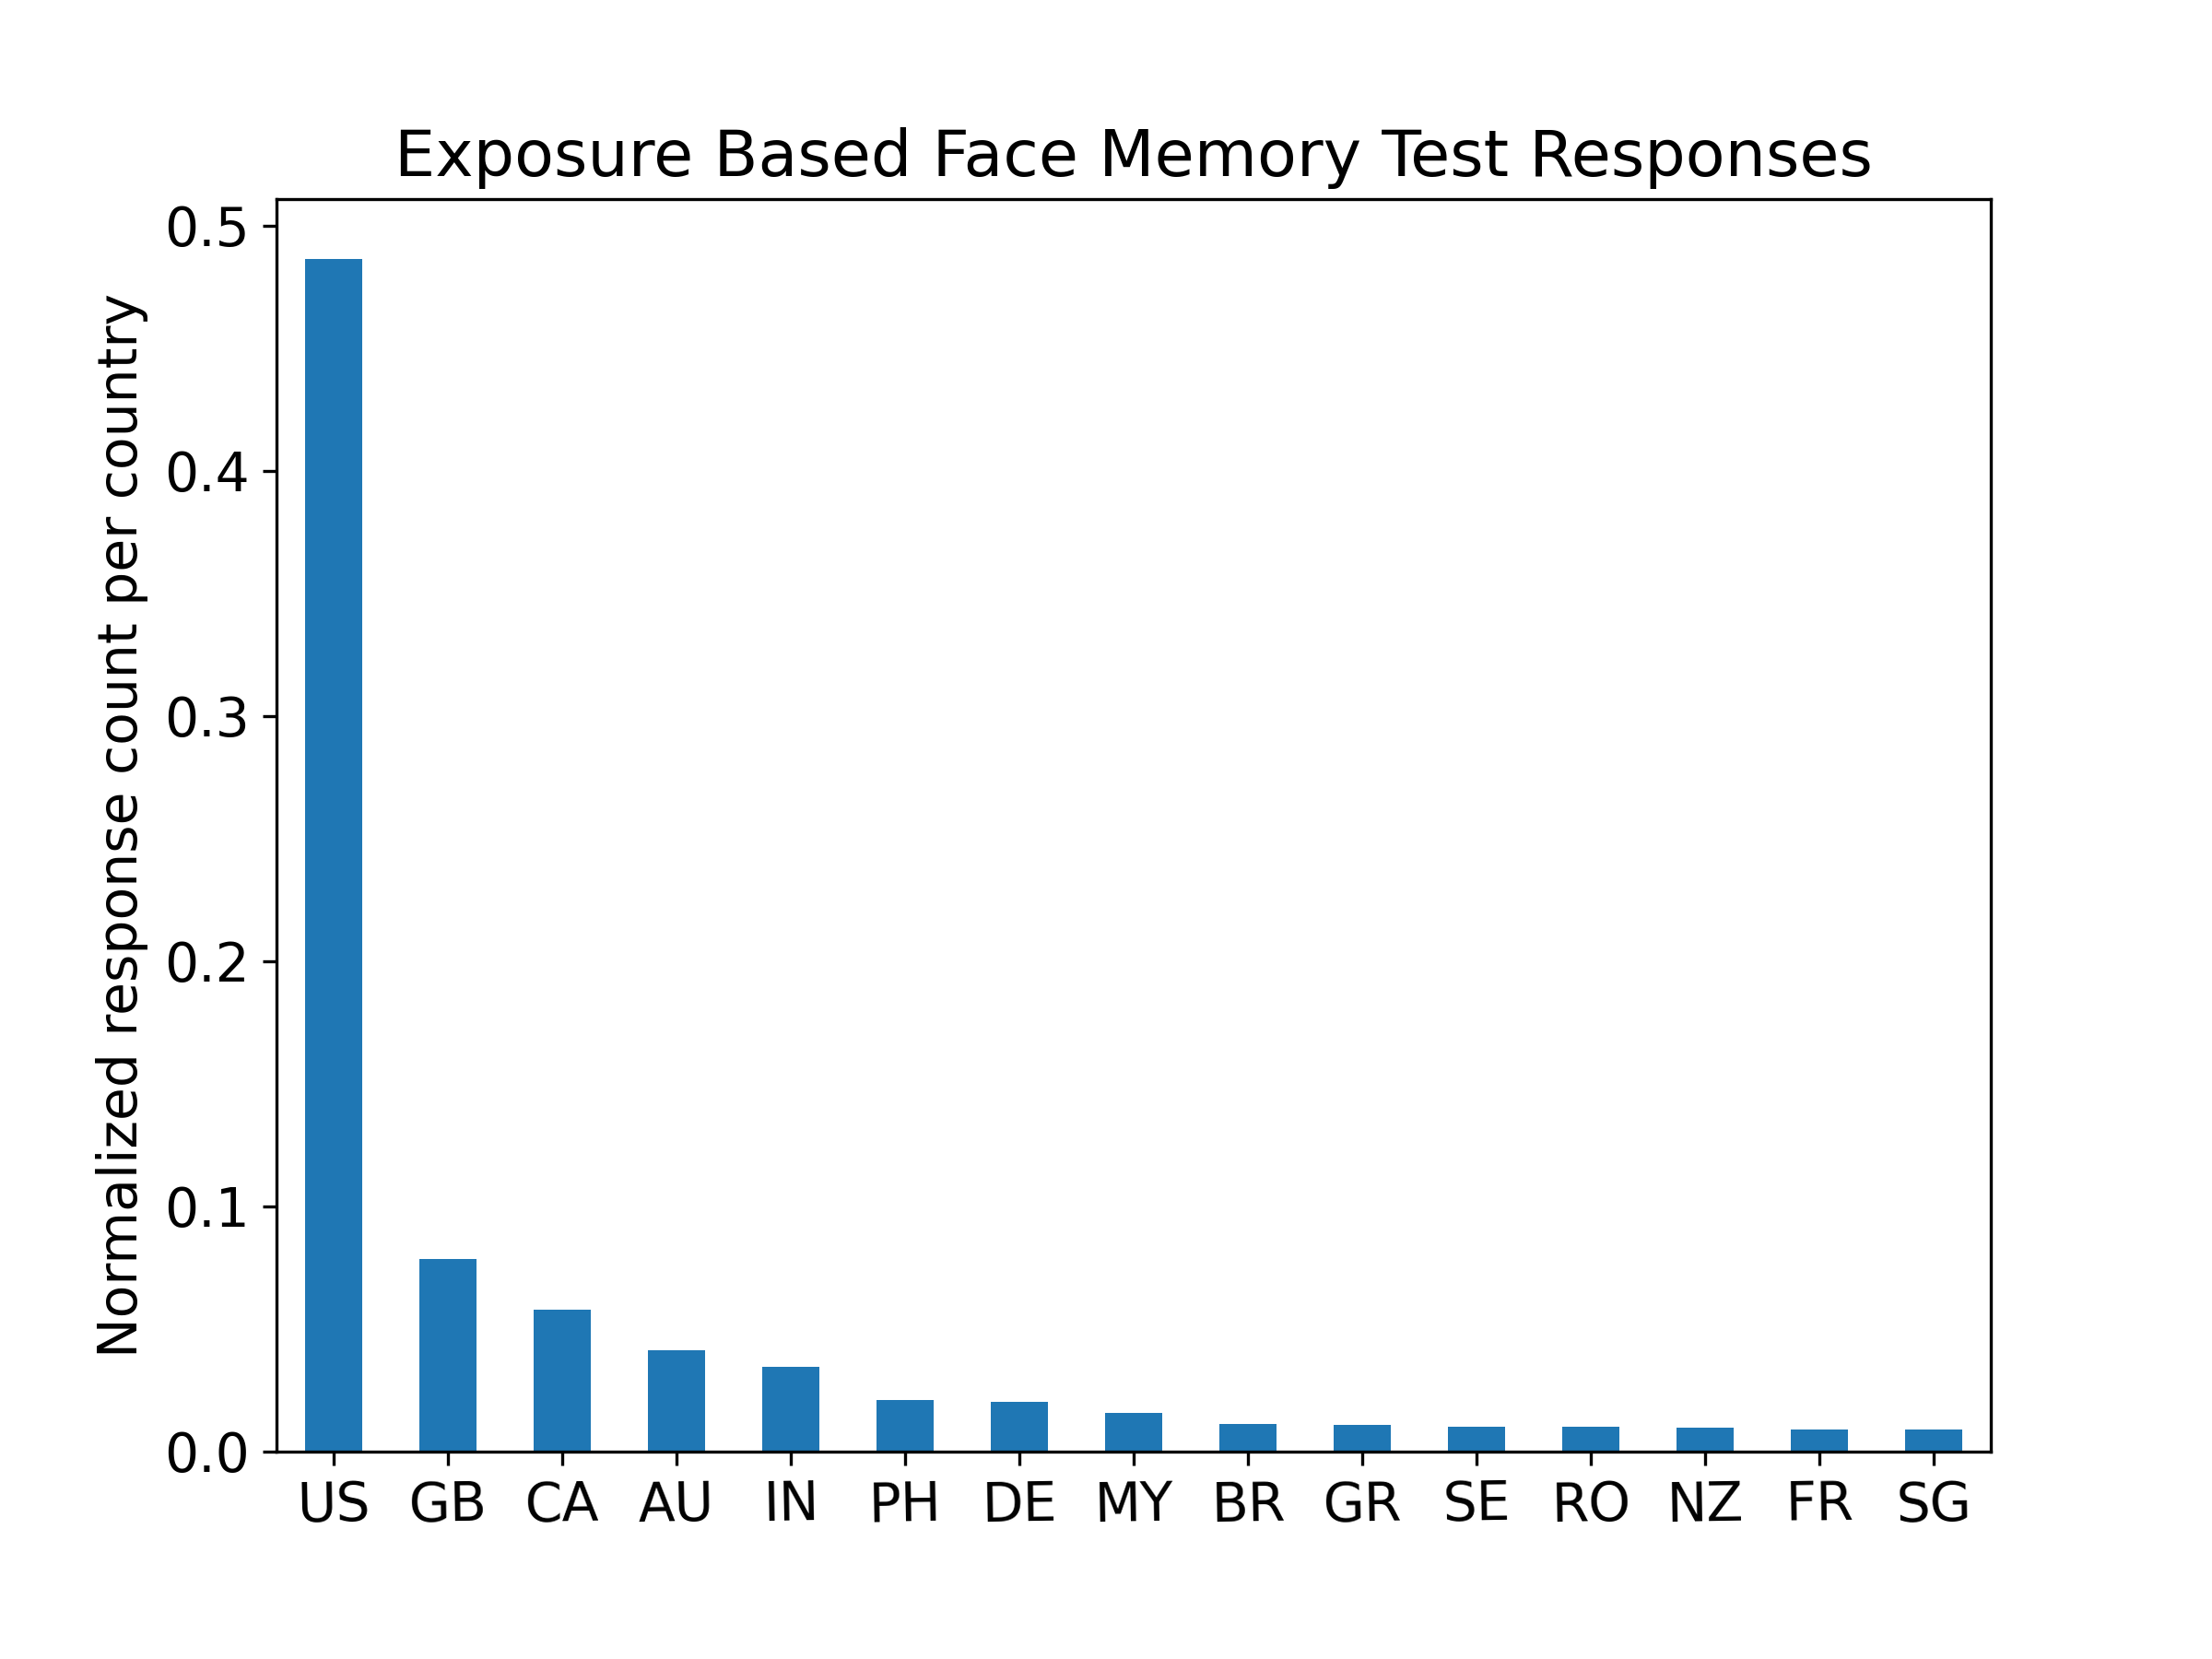 Exposure Based Face Memory Test Responses
Normalized response count per country
0.5
0.4
0.3
0.2
0.1
0.0
US GB CA AU IN PH DE MY BR GR SE RO NZ FR SG